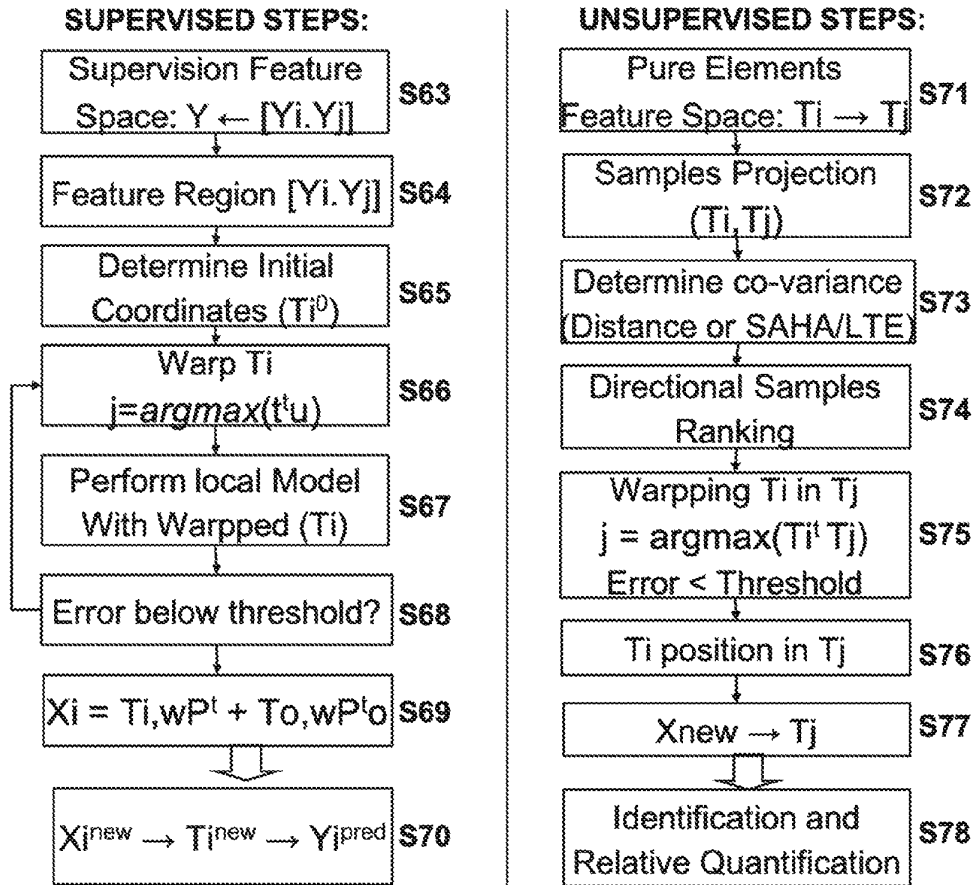 SUPERVISED STEPS:
Supervision Feature
Space: Y ← [Yi.Yj]
S63
Feature Region [Yi.Yj]
S64
Determine Initial
Coordinates (Ti⁰)
S65
Warp Ti
j=argmax(tᵗu)
S66
Perform local Model
With Warpped (Ti)
S67
Error below threshold?
S68
Xi = Ti,wPᵗ + To,wPᵗo
S69
Xiⁿᵉʷ → Tiⁿᵉʷ → Yiᵖʳᵉᵈ
S70
UNSUPERVISED STEPS:
Pure Elements
Feature Space: Ti → Tj
S71
Samples Projection
(Ti,Tj)
S72
Determine co-variance
(Distance or SAHA/LTE)
S73
Directional Samples
Ranking
S74
Warpping Ti in Tj
j = argmax(Tiᵗ Tj)
Error < Threshold
S75
Ti position in Tj
S76
Xnew → Tj
S77
Identification and
Relative Quantification
S78